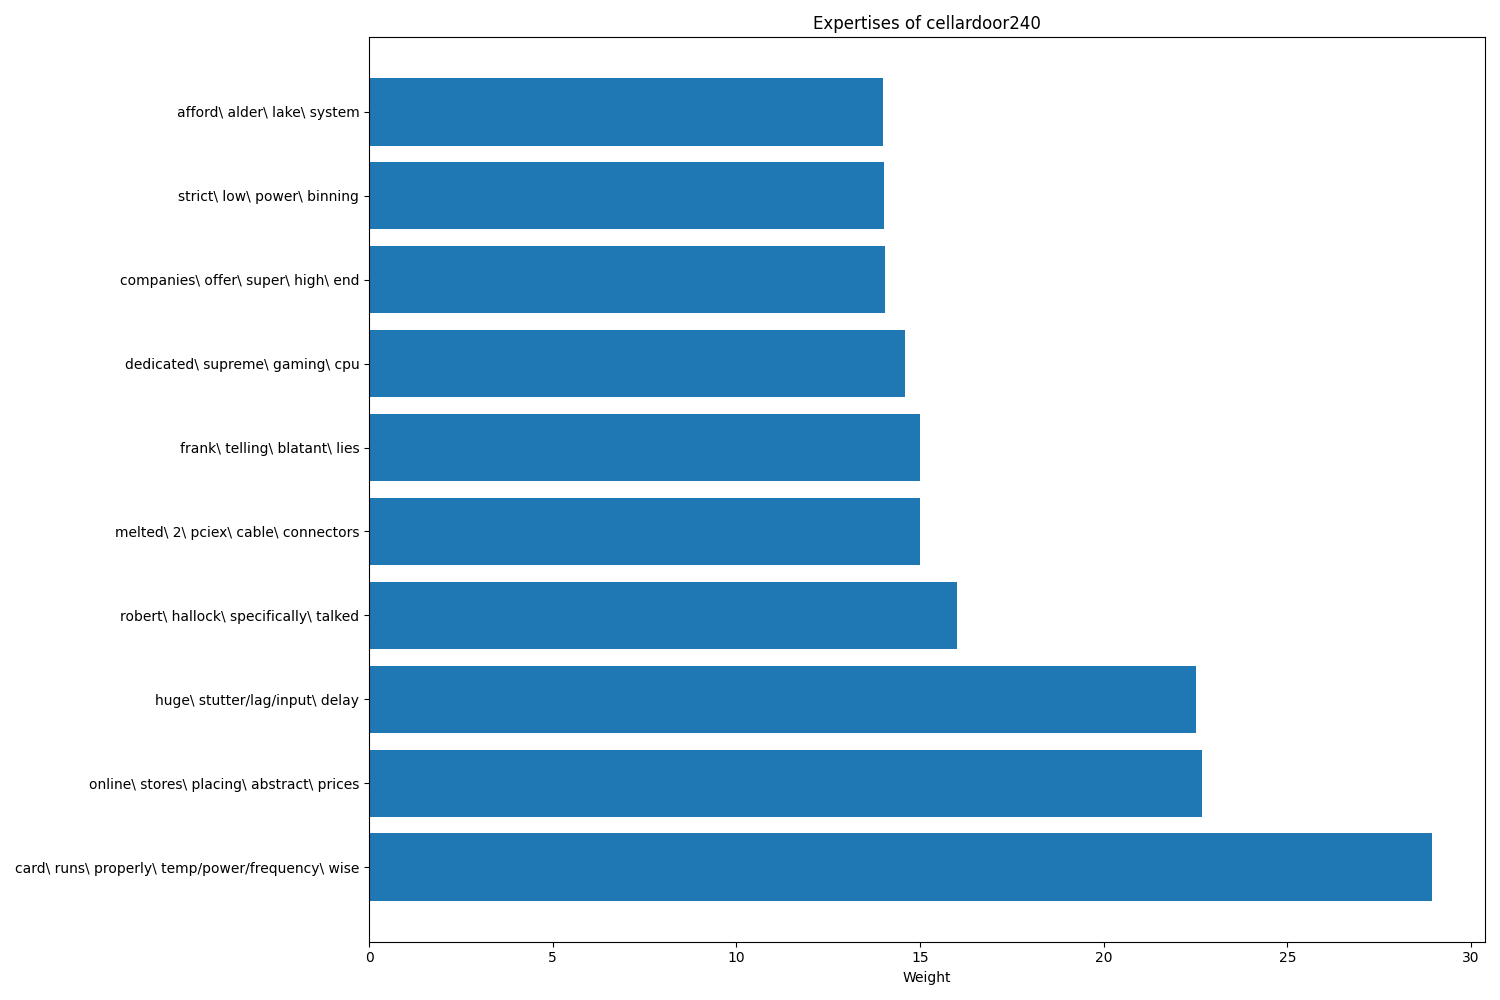 Expertises of cellardoor240
afford\ alder\ lake\ system
strict\ low\ power\ binning
companies\ offer\ super\ high\ end
dedicated\ supreme\ gaming\ cpu
frank\ telling\ blatant\ lies
melted\ 2\ pciex\ cable\ connectors
robert\ hallock\ specifically\ talked
huge\ stutter/lag/input\ delay
online\ stores\ placing\ abstract\ prices
card\ runs\ properly\ temp/power/frequency\ wise
0 5 10 15 20 25 30
Weight